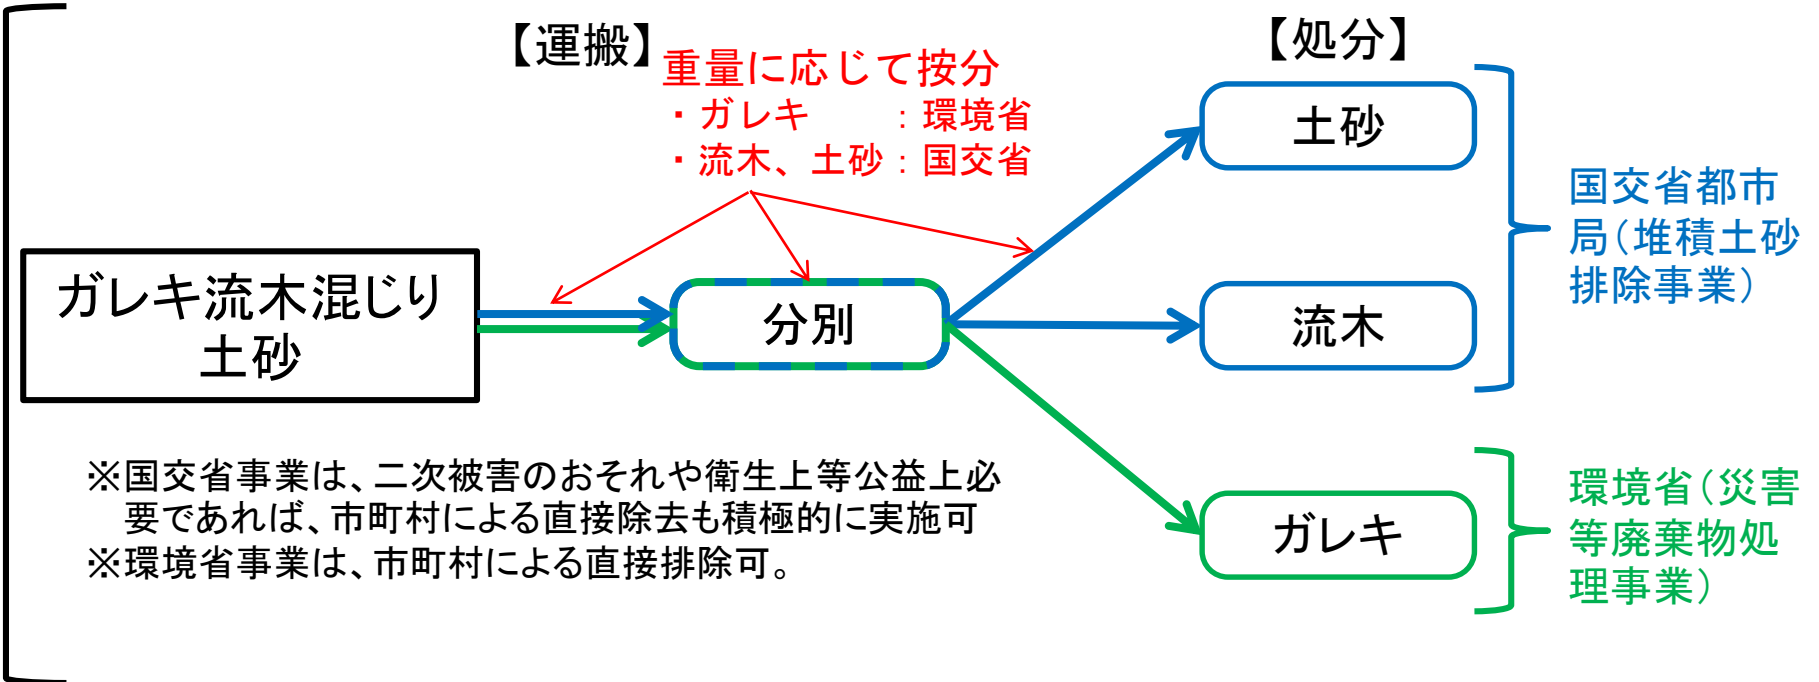 【運搬】
重量に応じて按分
・ガレキ　　：環境省
・流木、土砂：国交省
【処分】
土砂
国交省都市
局（堆積土砂
排除事業）
ガレキ流木混じり
土砂
分別
流木
※国交省事業は、二次被害のおそれや衛生上等公益上必
要であれば、市町村による直接除去も積極的に実施可
※環境省事業は、市町村による直接排除可。
ガレキ
環境省（災害
等廃棄物処
理事業）